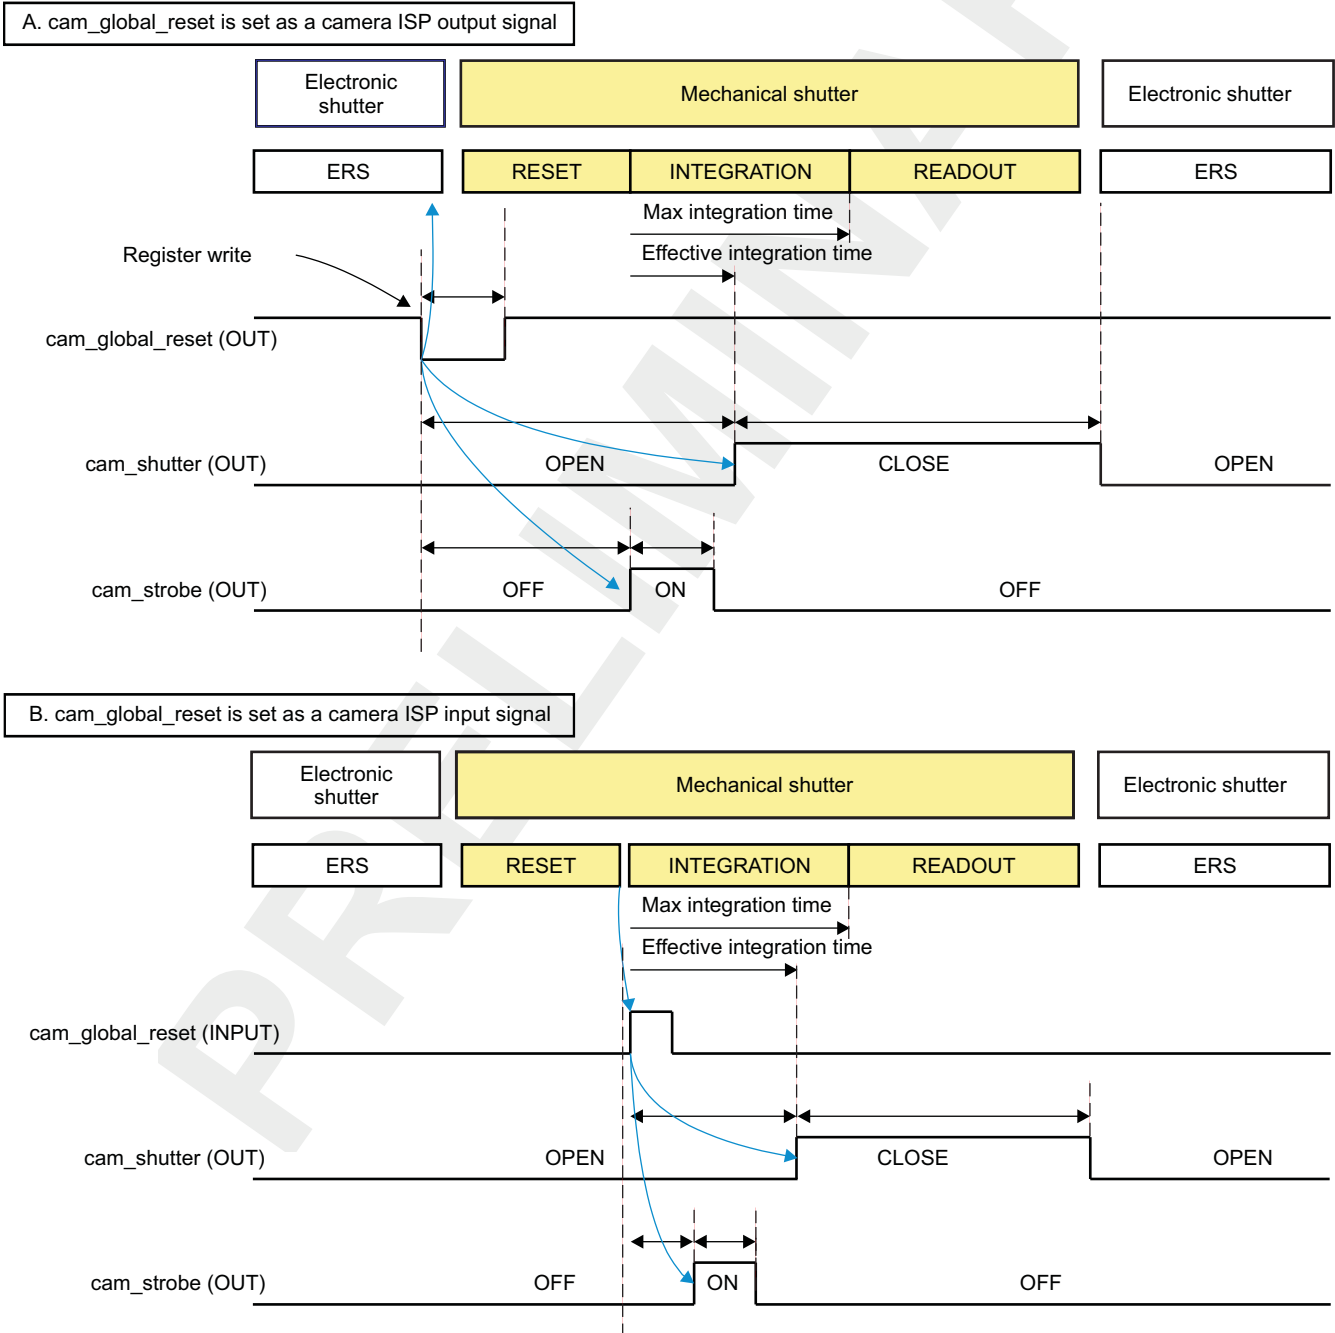 A. cam_global_reset is set as a camera ISP output signal
Electronic
shutter
Mechanical shutter
Electronic shutter
ERS
RESET
INTEGRATION
READOUT
ERS
Max integration time
Effective integration time
Register write
cam_global_reset (OUT)
cam_shutter (OUT)
OPEN
CLOSE
OPEN
cam_strobe (OUT)
OFF
ON
OFF
B. cam_global_reset is set as a camera ISP input signal
Electronic
shutter
Mechanical shutter
Electronic shutter
ERS
RESET
INTEGRATION
READOUT
ERS
Max integration time
Effective integration time
cam_global_reset (INPUT)
cam_shutter (OUT)
OPEN
CLOSE
OPEN
cam_strobe (OUT)
OFF
ON
OFF
PRELIMINAR